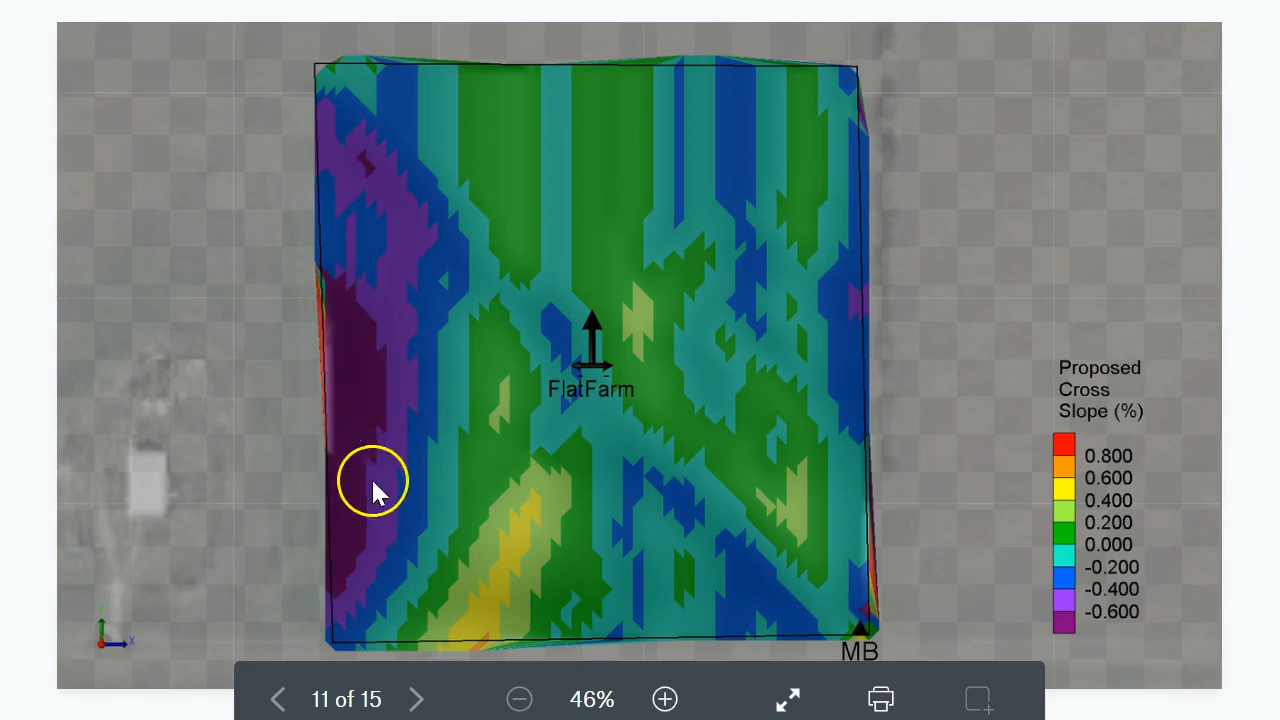 FlatFarm
Proposed
Cross
Slope (%)
0.800
0.600
0.400
0.200
0.000
-0.200
-0.400
-0.600
Y
X
MB
11 of 15
46%